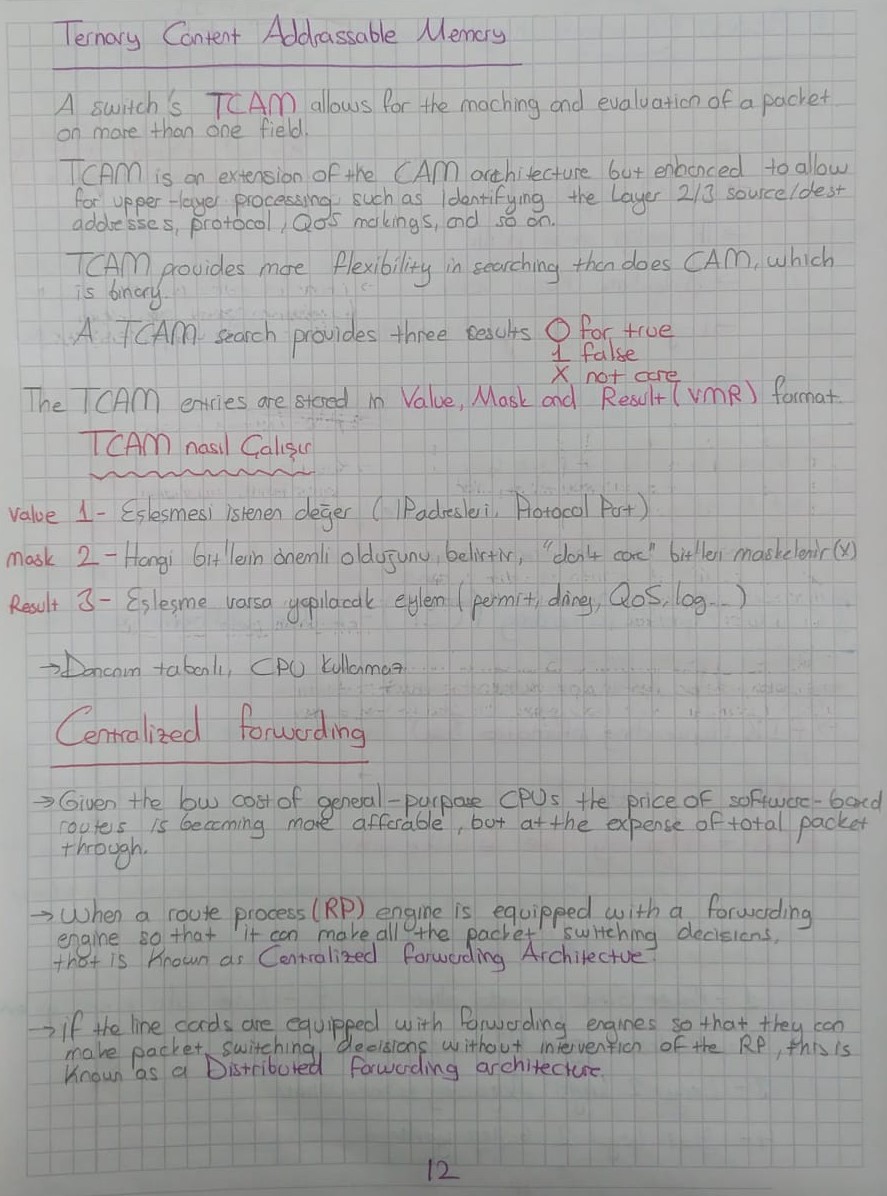 Ternary Content Addrassable Memory
A switch's TCAM allows for the maching and evaluation of a packet
on more than one field.
TCAM is an extension of the CAM architecture but enhanced to allow
for upper-layer processing such as Identifying the Layer 2/3 source/dest
addresses, protocol, QoS makings, and so on.
TCAM provides more flexibility in searching than does CAM, which
is binary.
A TCAM search provides three results 0 for true
1 false
X not care
The TCAM entries are stored in Value, Mask and Result (VMR) format.
TCAM nasıl Çalışır
Value 1- Eşleşmesi istenen değer (IPadresleri, Protocol Port)
mask 2- Hangi bit'lerin önemli olduğunu belirtir, "don't care" bit'leri maskelenir(x)
Result 3- Eşleşme varsa yapılacak eylem (permit, dney, QoS, log...)
→Donanım tabanlı, CPU kullanmaz
Centralized forwarding
→Given the low cost of general-purpose CPUs the price of software-baed
routers is becoming more afferable, but at the expense of total packet
through.
→When a route process (RP) engine is equipped with a forwarding
engine so that it can make all the packet switching decisions,
that is Known as Centralized forwarding Architectue.
→if the line cards are equipped with forwarding engines so that they can
make packet switching decisions without intervention of the RP, this is
Known as a Distributed forwarding architecture.
12